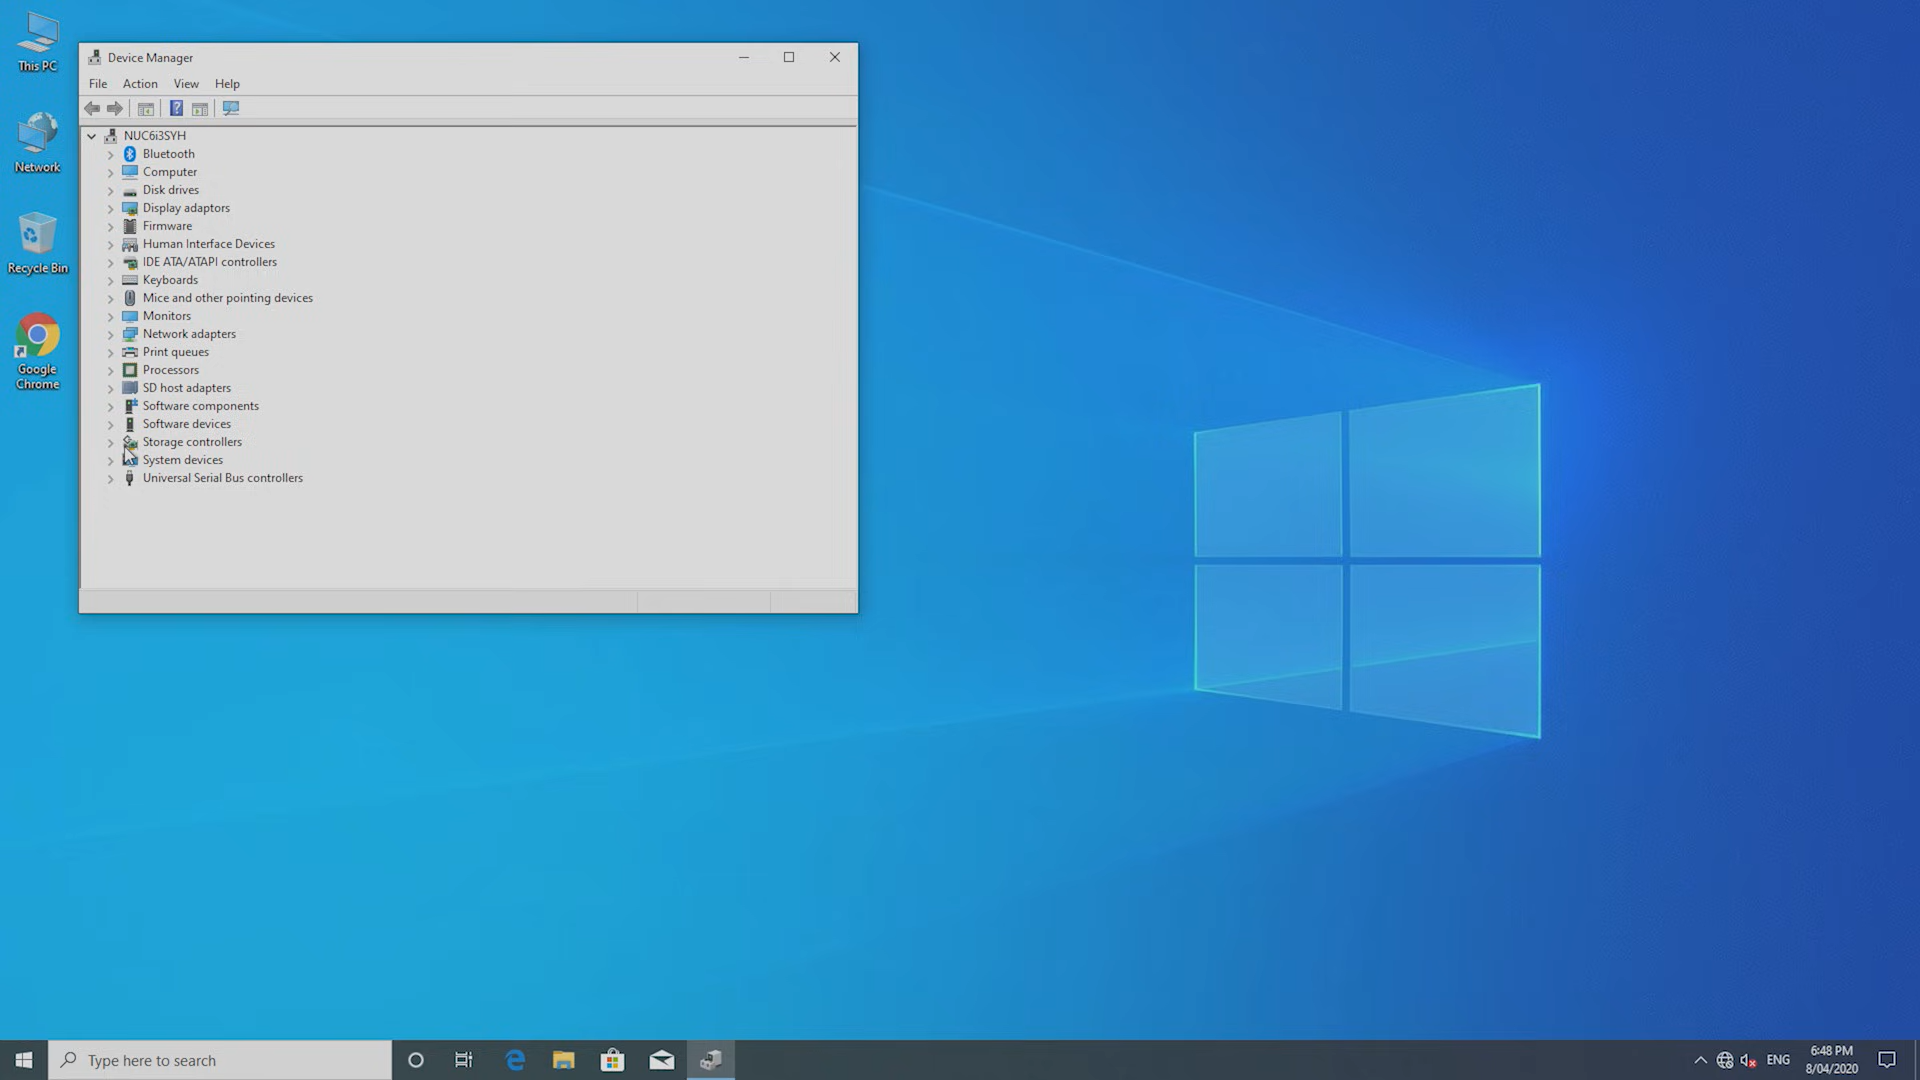 This PC
Network
Recycle Bin
Google
Chrome
Device Manager
File Action View Help
NUC6i3SYH
Bluetooth
Computer
Disk drives
Display adaptors
Firmware
Human Interface Devices
IDE ATA/ATAPI controllers
Keyboards
Mice and other pointing devices
Monitors
Network adapters
Print queues
Processors
SD host adapters
Software components
Software devices
Storage controllers
System devices
Universal Serial Bus controllers
Type here to search
ENG
6:48 PM
8/04/2020